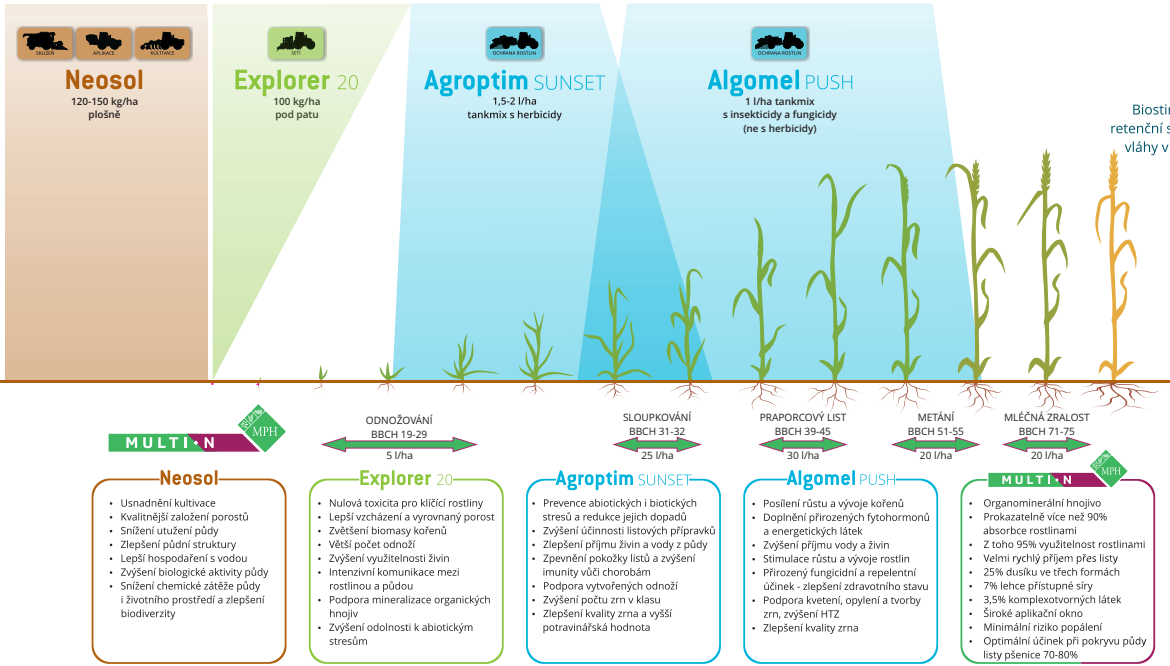 SKLIZEŇ
APLIKACE
KULTIVACE
Neosol
120-150 kg/ha
plošně
SETÍ
Explorer 20
100 kg/ha
pod patu
OCHRANA ROSTLIN
Agroptim SUNSET
1,5-2 l/ha
tankmix s herbicidy
OCHRANA ROSTLIN
Algomel PUSH
1 l/ha tankmix
s insekticidy a fungicidy
(ne s herbicidy)
retenční s
vláhy v
MULTI•N
MPH
ODNOŽOVÁNÍ
BBCH 19-29
5 l/ha
SLOUPKOVÁNÍ
BBCH 31-32
25 l/ha
PRAPORCOVÝ LIST
BBCH 39-45
30 l/ha
METÁNÍ
BBCH 51-55
20 l/ha
MLÉČNÁ ZRALOST
BBCH 71-75
20 l/ha
Neosol
• Usnadnění kultivace
• Kvalitnější založení porostů
• Snížení utužení půdy
• Zlepšení půdní struktury
• Lepší hospodaření s vodou
• Zvýšení biologické aktivity půdy
• Snížení chemické zátěže půdy
i životního prostředí a zlepšení
biodiverzity
Explorer 20
• Nulová toxicita pro klíčící rostliny
• Lepší vzcházení a vyrovnaný porost
• Zvětšení biomasy kořenů
• Větší počet odnoží
• Zvýšení využitelnosti živin
• Intenzivní komunikace mezi
rostlinou a půdou
• Podpora mineralizace organických
hnojiv
• Zvýšení odolnosti k abiotickým
stresům
Agroptim SUNSET
• Prevence abiotických i biotických
stresů a redukce jejich dopadů
• Zvýšení účinnosti listových přípravků
• Zlepšení příjmu živin a vody z půdy
• Zpevnění pokožky listů a zvýšení
imunity vůči chorobám
• Podpora vytvořených odnoží
• Zvýšení počtu zrn v klasu
• Zlepšení kvality zrna a vyšší
potravinářská hodnota
Algomel PUSH
• Posílení růstu a vývoje kořenů
• Doplnění přirozených fytohormonů
a energetických látek
• Zvýšení příjmu vody a živin
• Stimulace růstu a vývoje rostlin
• Přirozený fungicidní a repelentní
účinek - zlepšení zdravotního stavu
• Podpora kvetení, opylení a tvorby
zrn, zvýšení HTZ
• Zlepšení kvality zrna
MULTI•N
MPH
• Organominerální hnojivo
• Prokazatelně více než 90%
absorbce rostlinami
• Z toho 95% využitelnost rostlinami
• Velmi rychlý příjem přes listy
• 25% dusíku ve třech formách
• 7% lehce přístupné síry
• 3,5% komplexotvorných látek
• Široké aplikační okno
• Minimální riziko popálení
• Optimální účinek při pokryvu půdy
listy pšenice 70-80%